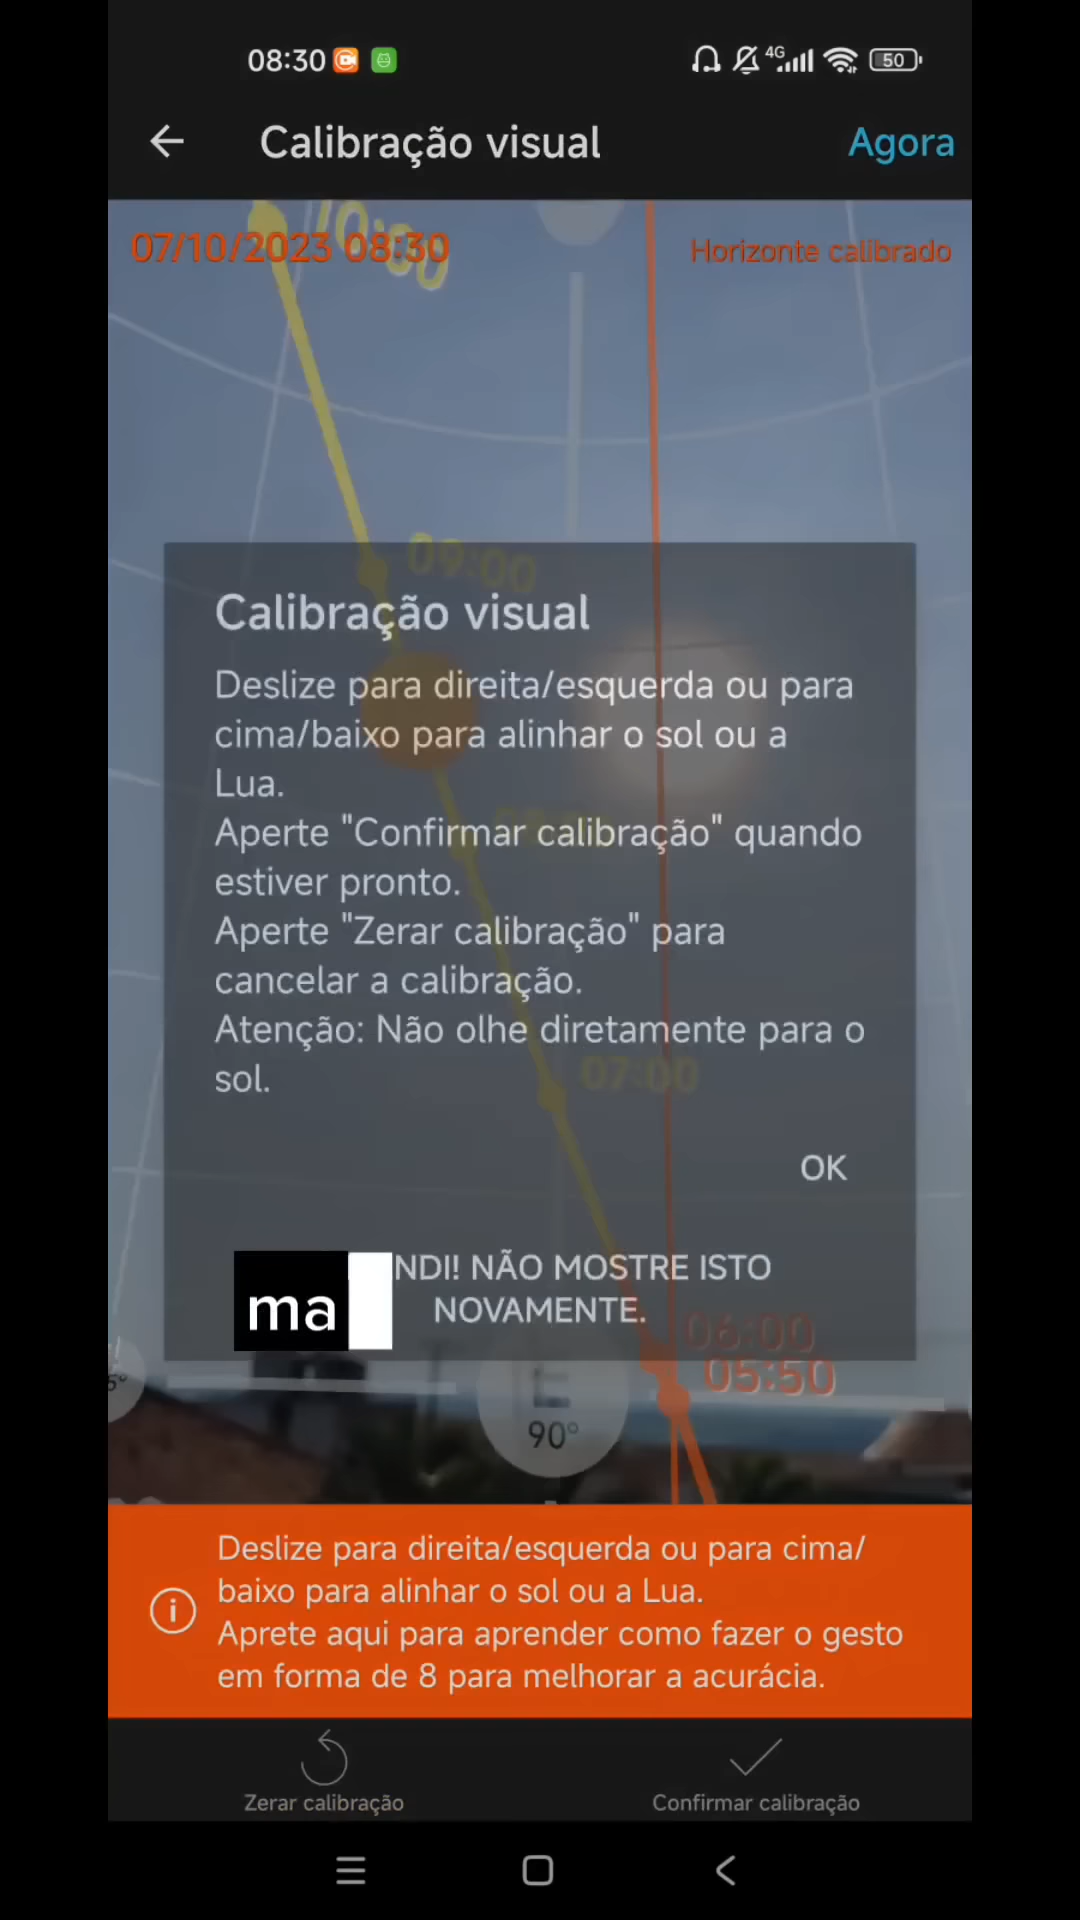 08:30
4G
50
Calibração visual
Agora
10:00
07/10/2023 08:30
Horizonte calibrado
09:00
Calibração visual
Deslize para direita/esquerda ou para
cima/baixo para alinhar o sol ou a
Lua.
Aperte "Confirmar calibração" quando
estiver pronto.
Aperte "Zerar calibração" para
cancelar a calibração.
Atenção: Não olhe diretamente para o
sol.
07:00
OK
NDI! NÃO MOSTRE ISTO
NOVAMENTE.
ma
06:00
05:50
E
90°
Deslize para direita/esquerda ou para cima/
baixo para alinhar o sol ou a Lua.
Aprete aqui para aprender como fazer o gesto
em forma de 8 para melhorar a acurácia.
Zerar calibração
Confirmar calibração